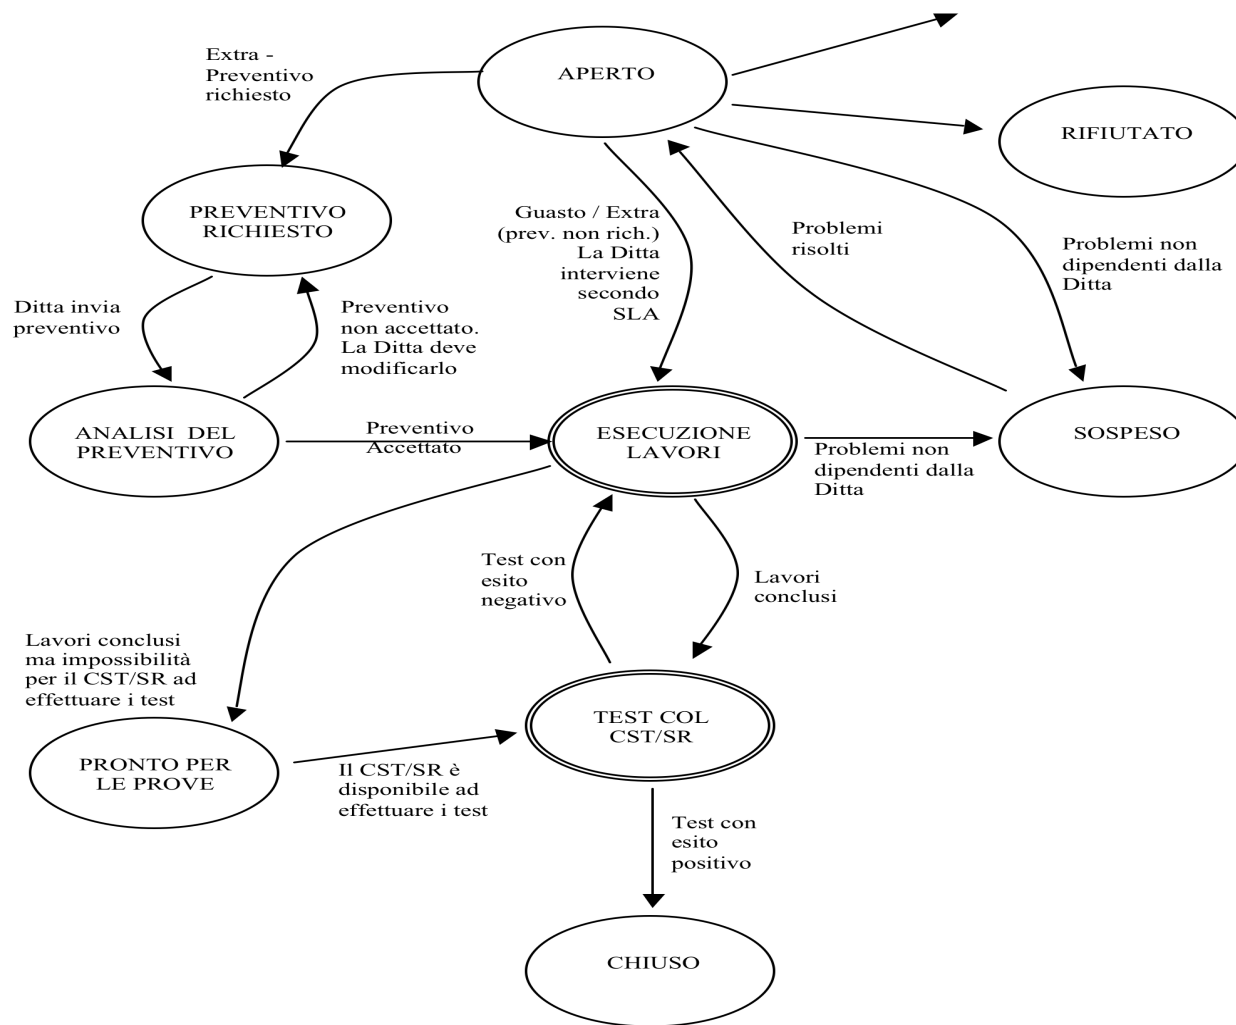 Extra -
Preventivo
richiesto
APERTO
RIFIUTATO
PREVENTIVO
RICHIESTO
Guasto / Extra
(prev. non rich.)
La Ditta
interviene
secondo
SLA
Problemi
risolti
Problemi non
dipendenti dalla
Ditta
Ditta invia
preventivo
Preventivo
non accettato.
La Ditta deve
modificarlo
ANALISI DEL
PREVENTIVO
Preventivo
Accettato
ESECUZIONE
LAVORI
Problemi non
dipendenti dalla
Ditta
SOSPESO
Test con
esito
negativo
Lavori
conclusi
Lavori conclusi
ma impossibilità
per il CST/SR ad
effettuare i test
TEST COL
CST/SR
PRONTO PER
LE PROVE
Il CST/SR è
disponibile ad
effettuare i test
Test con
esito
positivo
CHIUSO